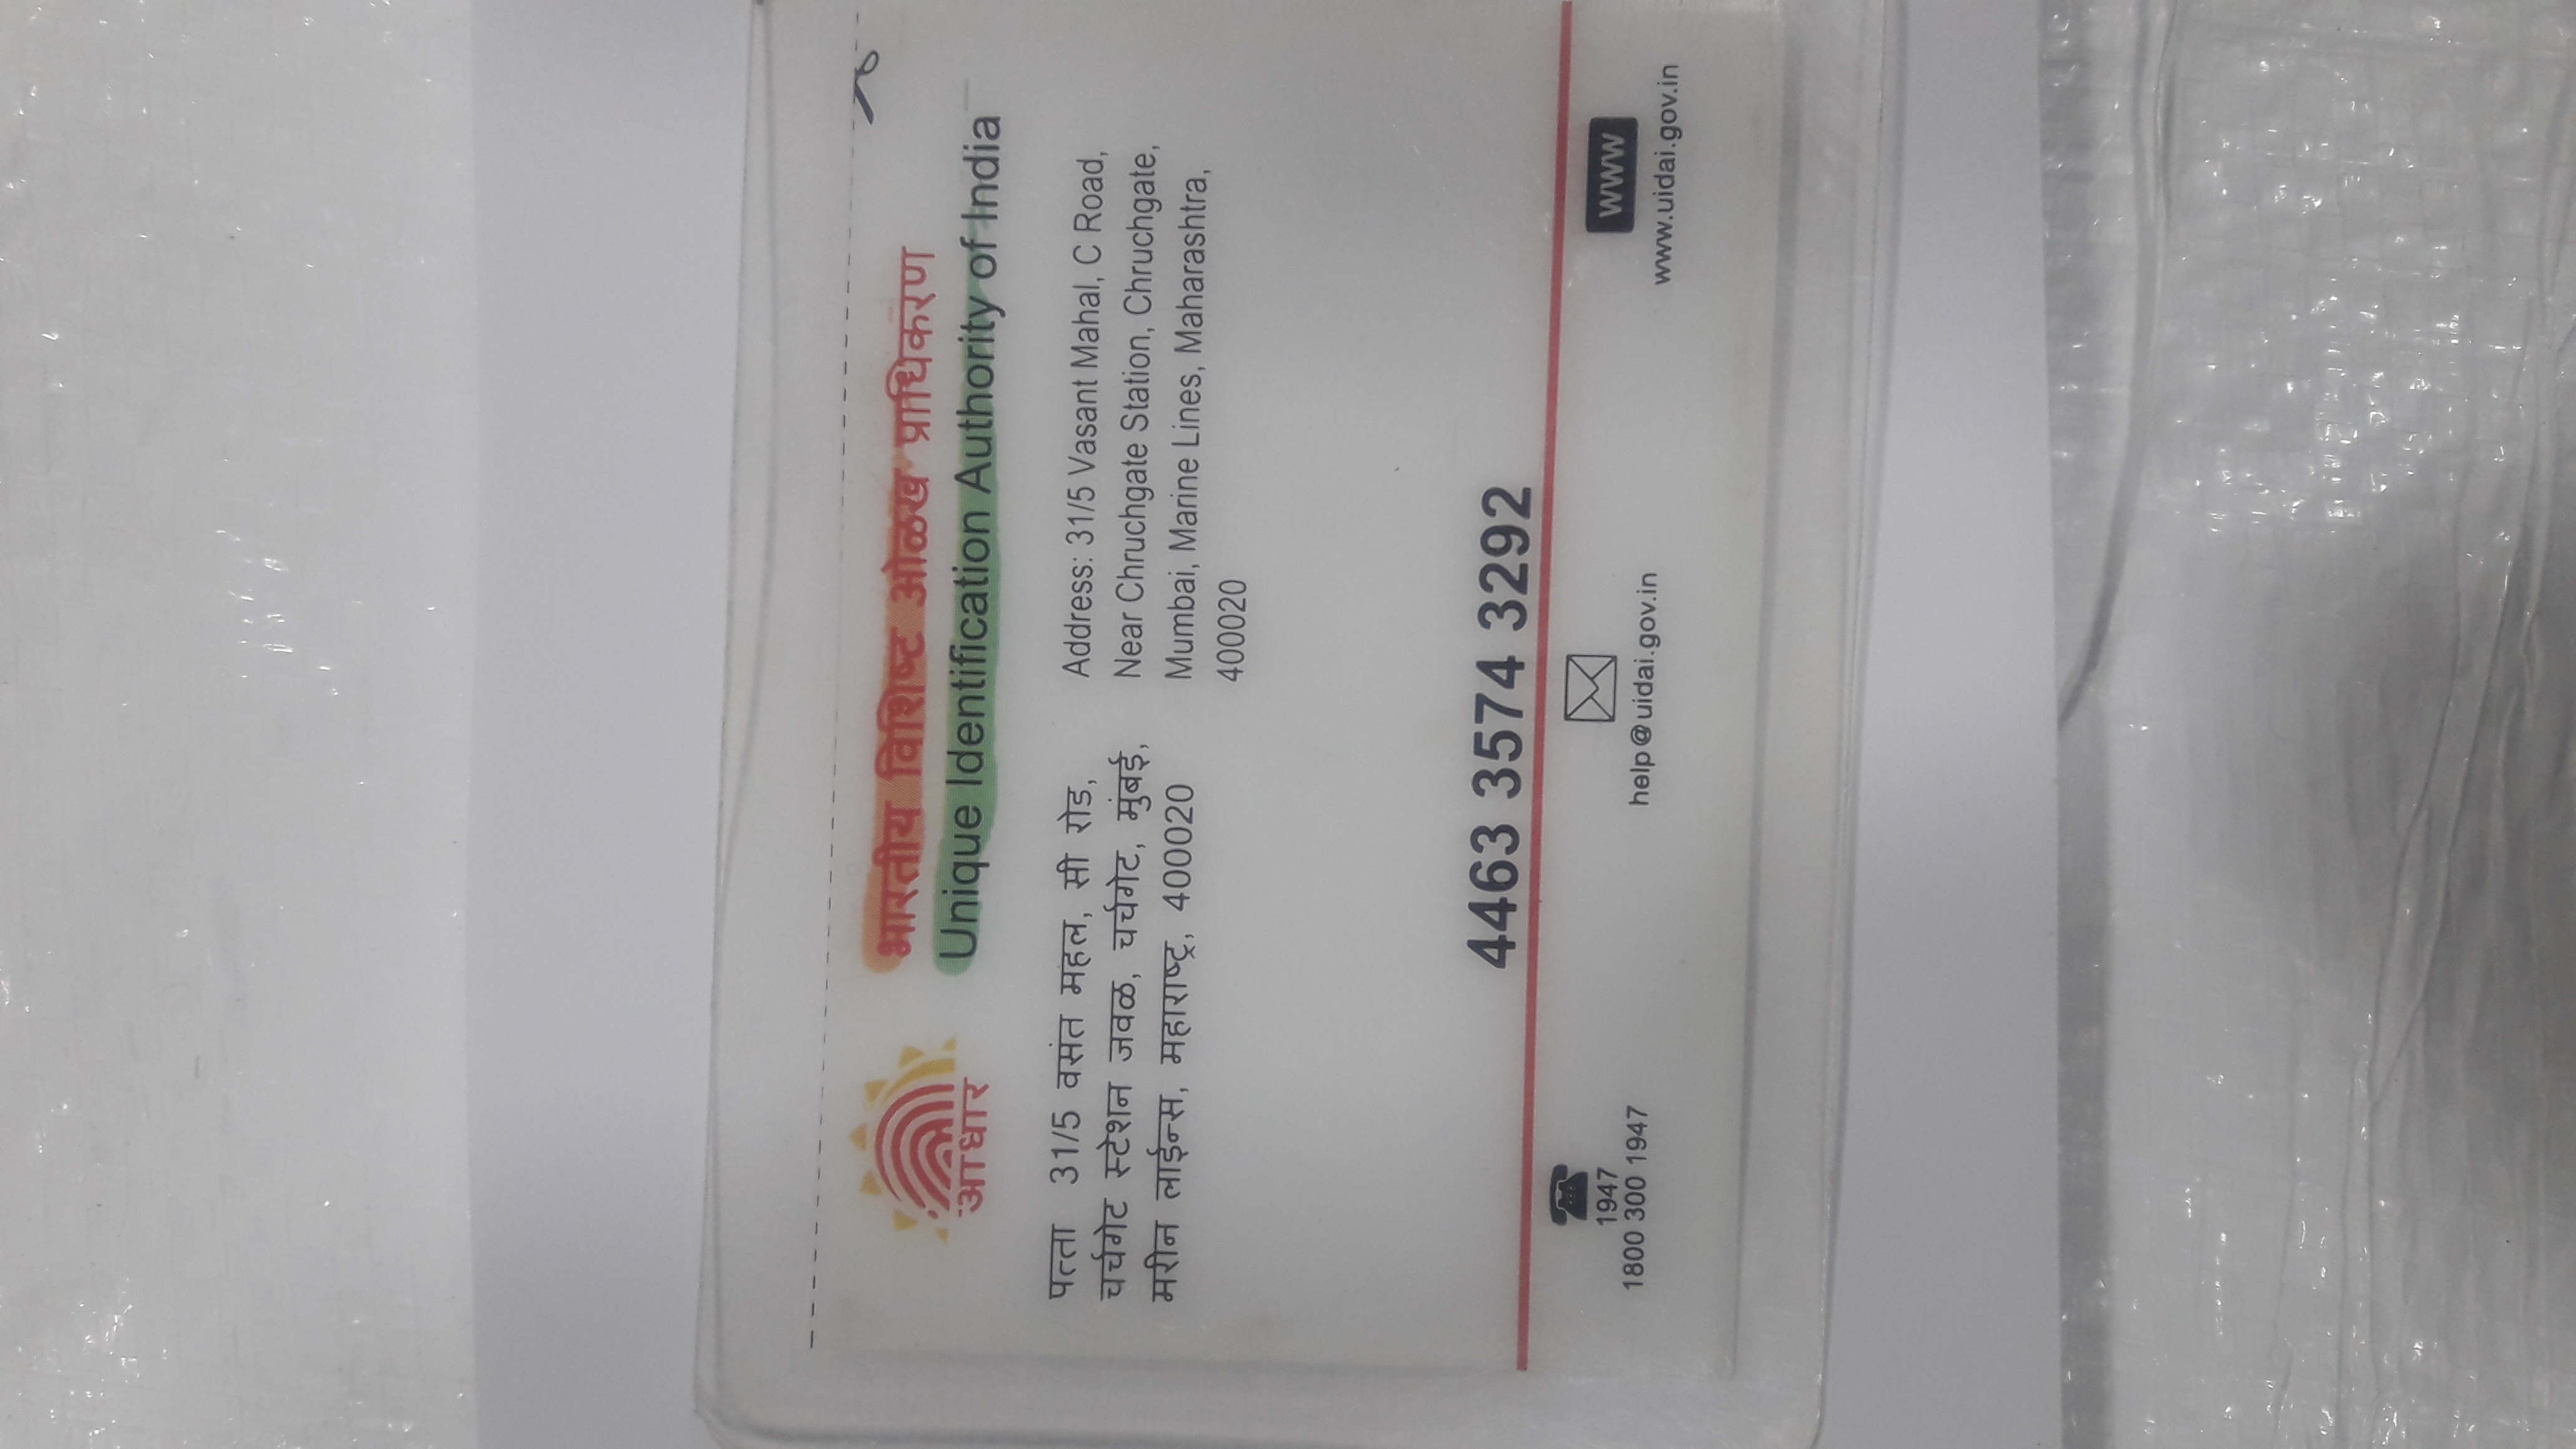 भारतीय विशिष्ट ओळख प्राधिकरण
Unique Identification Authority of India
आधार
पत्ता 31/5 वसंत महल, सी रोड,
चर्चगेट स्टेशन जवळ, चर्चगेट, मुंबई,
मरीन लाईन्स, महाराष्ट्र, 400020
Address: 31/5 Vasant Mahal, C Road,
Near Chruchgate Station, Chruchgate,
Mumbai, Marine Lines, Maharashtra,
400020
4463 3574 3292
1947
1800 300 1947
help@uidai.gov.in
www
www.uidai.gov.in